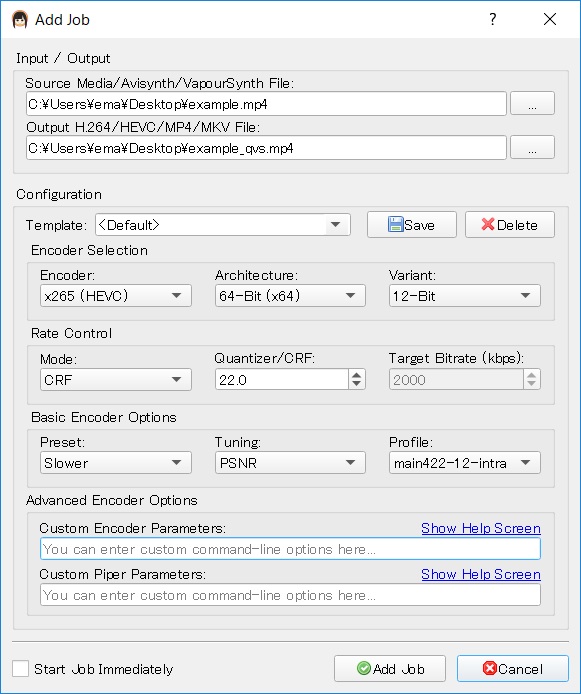 Add Job
?
Input / Output
Source Media/Avisynth/VapourSynth File:
C:¥Users¥ema¥Desktop¥example.mp4
...
Output H.264/HEVC/MP4/MKV File:
C:¥Users¥ema¥Desktop¥example_qvs.mp4
...
Configuration
Template: <Default> Save Delete
Encoder Selection
Encoder: Architecture: Variant:
x265 (HEVC) 64-Bit (x64) 12-Bit
Rate Control
Mode: Quantizer/CRF: Target Bitrate (kbps):
CRF 22.0 2000
Basic Encoder Options
Preset: Tuning: Profile:
Slower PSNR main422-12-intra
Advanced Encoder Options
Custom Encoder Parameters: Show Help Screen
You can enter custom command-line options here...
Custom Piper Parameters: Show Help Screen
You can enter custom command-line options here...
Start Job Immediately Add Job Cancel